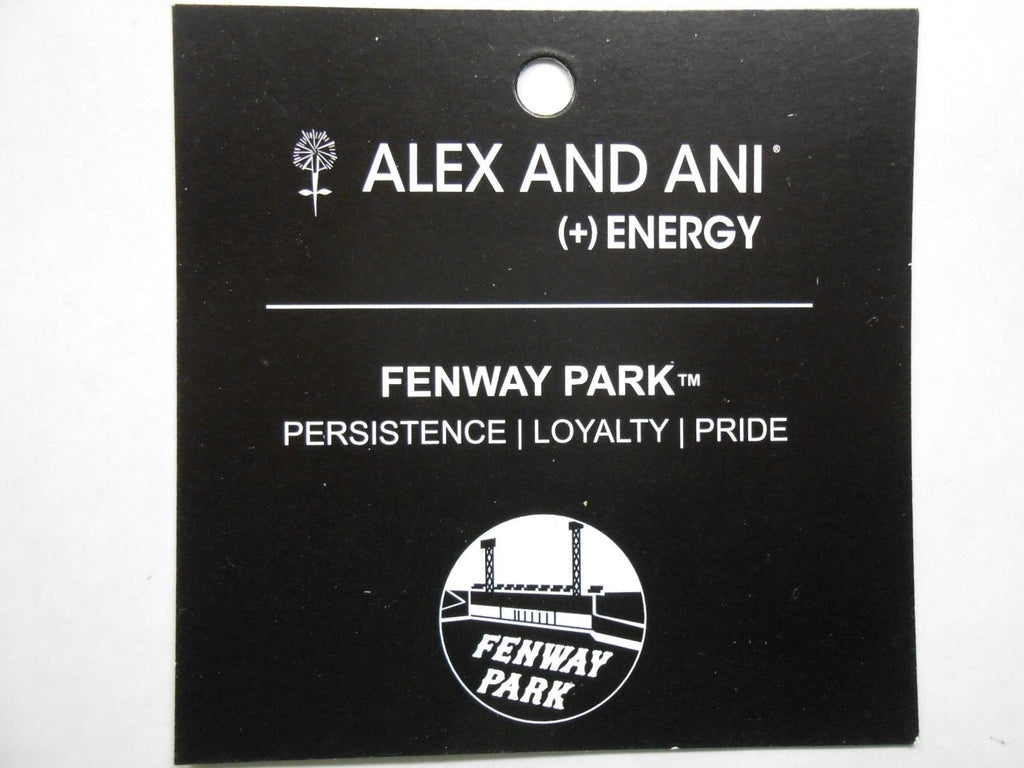 ALEX AND ANI®
(+) ENERGY
FENWAY PARK™
PERSISTENCE | LOYALTY | PRIDE
FENWAY
PARK